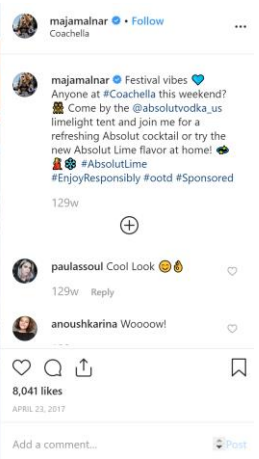 majamalnar • Follow
Coachella
majamalnar Festival vibes 💙
Anyone at #Coachella this weekend?
Come by the @absolutvodka_us
limelight tent and join me for a
refreshing Absolut cocktail or try the
new Absolut Lime flavor at home!
#AbsolutLime
#EnjoyResponsibly #ootd #Sponsored
129w
paulassoul Cool Look 😊👌
129w Reply
anoushkarina Woooow!
8,041 likes
APRIL 23, 2017
Add a comment... Post